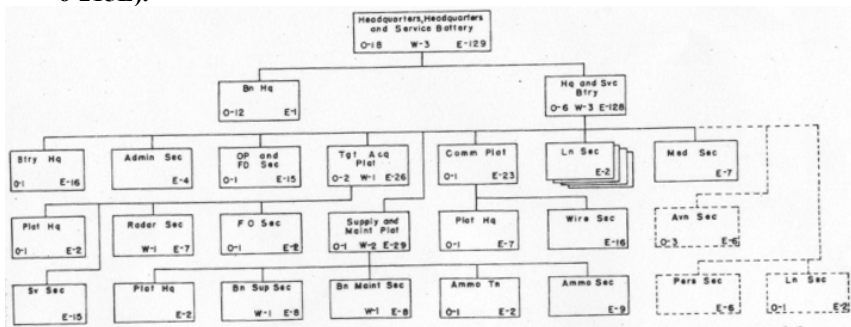 6-215E).
Headquarters, Headquarters
and Service Battery
O-18 W-3 E-129
Bn Hq
O-12 E-1
Hq and Svc
Btry
O-6 W-3 E-128
Btry Hq
O-1 E-16
Admin Sec
E-4
OP and
FD Sec
O-1 E-15
Tgt Acq
Plat
O-2 W-1 E-26
Comm Plat
O-1 E-23
Ln Sec
E-2
Med Sec
E-7
Plat Hq
O-1 E-2
Radar Sec
W-1 E-7
FO Sec
O-1 E-2
Supply and
Maint Plat
O-1 W-2 E-29
Plat Hq
O-1 E-7
Wire Sec
E-16
Avn Sec
O-3 E-6
Sv Sec
E-15
Plat Hq
E-2
Bn Sup Sec
W-1 E-8
Bn Maint Sec
W-1 E-8
Ammo Tn
O-1 E-2
Ammo Sec
E-9
Pers Sec
E-6
Ln Sec
O-1 E-2